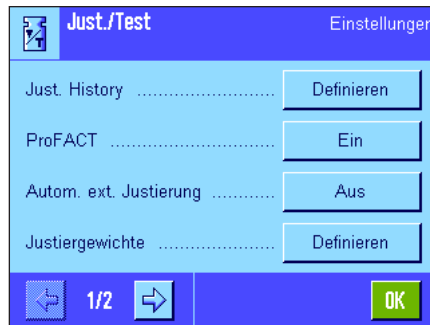 Just./Test Einstellungen
Just. History ........................ Definieren
ProFACT ............................ Ein
Autom. ext. Justierung ........... Aus
Justiergewichte .................... Definieren
1/2 OK